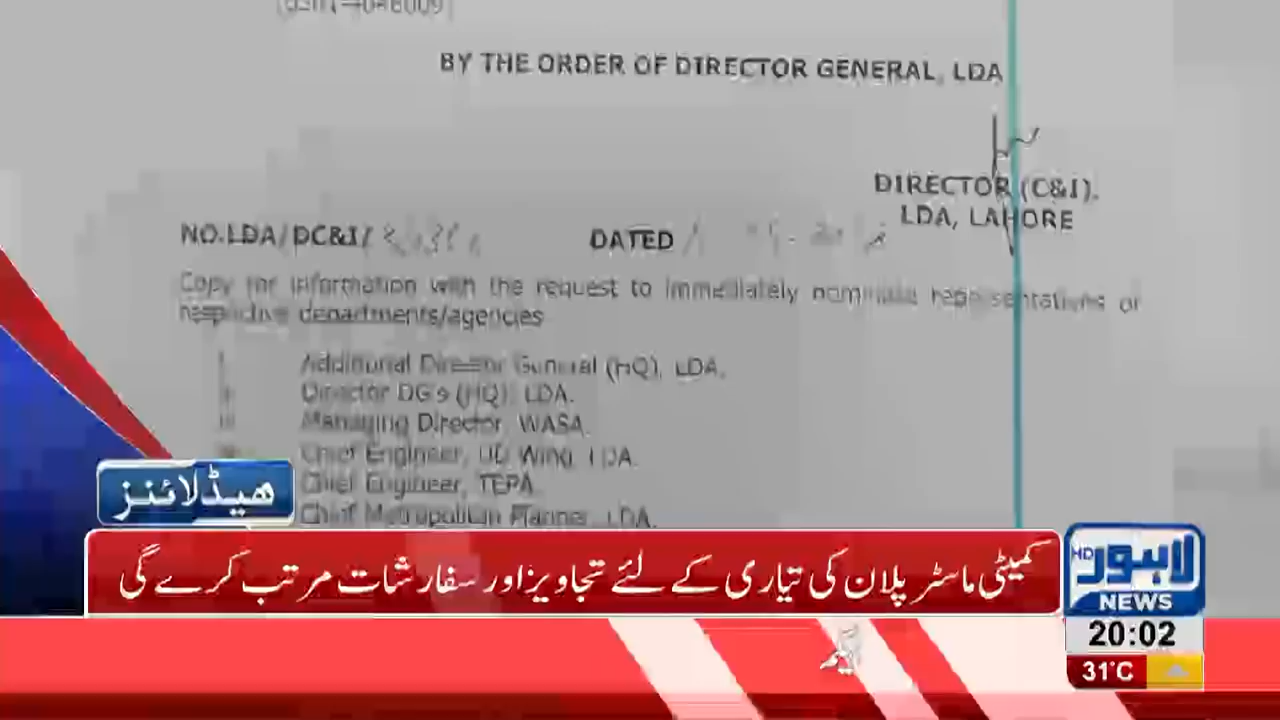 BY THE ORDER OF DIRECTOR GENERAL, LDA
DIRECTOR (C&I).
LDA, LAHORE
NO.LDA/DC&I/
DATED
Copy for information with the request to immediately nominate representatives of
respective departments/agencies
Additional Director General (HQ), LDA.
Director DG's (HQ), LDA.
Managing Director, WASA.
Chief Engineer, UD Wing, LDA.
Chief Engineer, TEPA
Chief Metropolitan Planner, LDA.
ہیڈلائنز
کمیٹی ماسٹر پلان کی تیاری کے لئے تجاویز اور سفارشات مرتب کرے گی
لاہور HD
NEWS
20:02
31°C